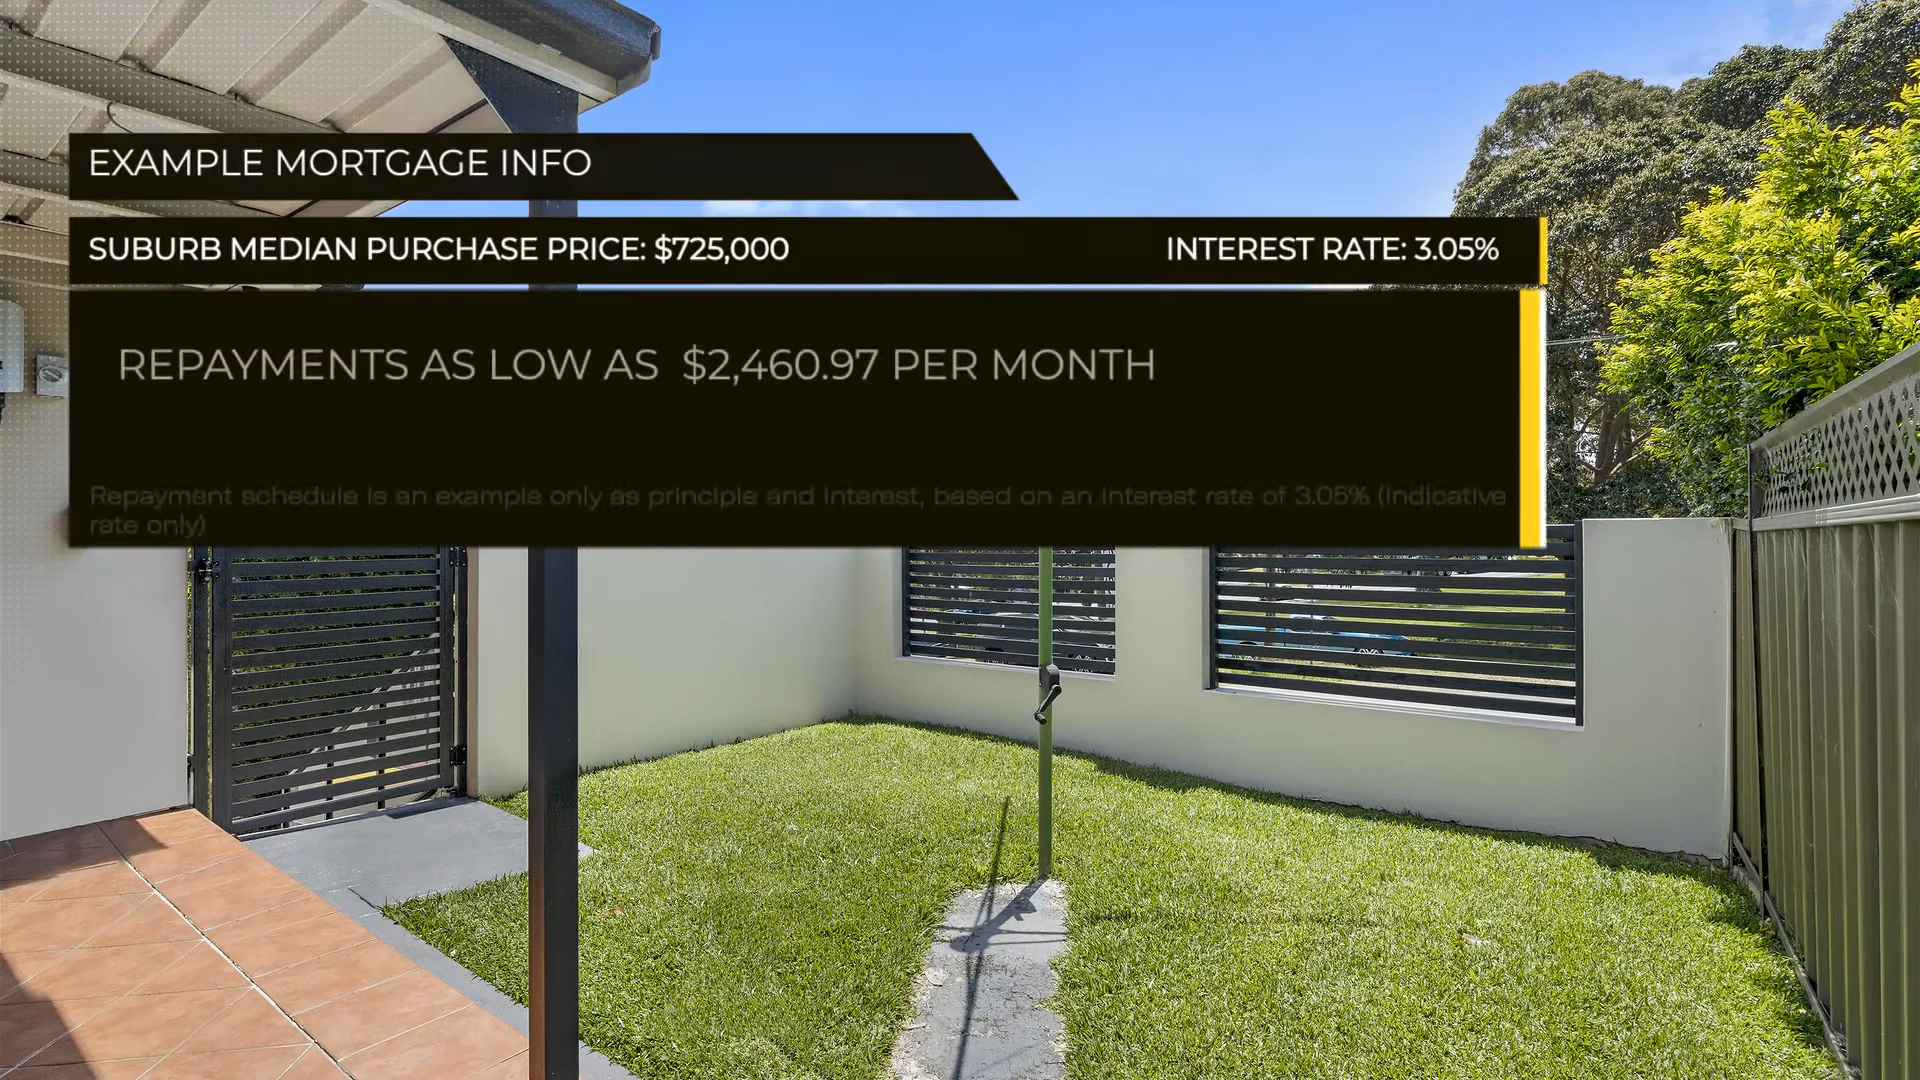 EXAMPLE MORTGAGE INFO
SUBURB MEDIAN PURCHASE PRICE: $725,000
INTEREST RATE: 3.05%
REPAYMENTS AS LOW AS $2,460.97 PER MONTH
Repayment schedule is an example only as principle and interest, based on an interest rate of 3.05% (indicative
rate only)